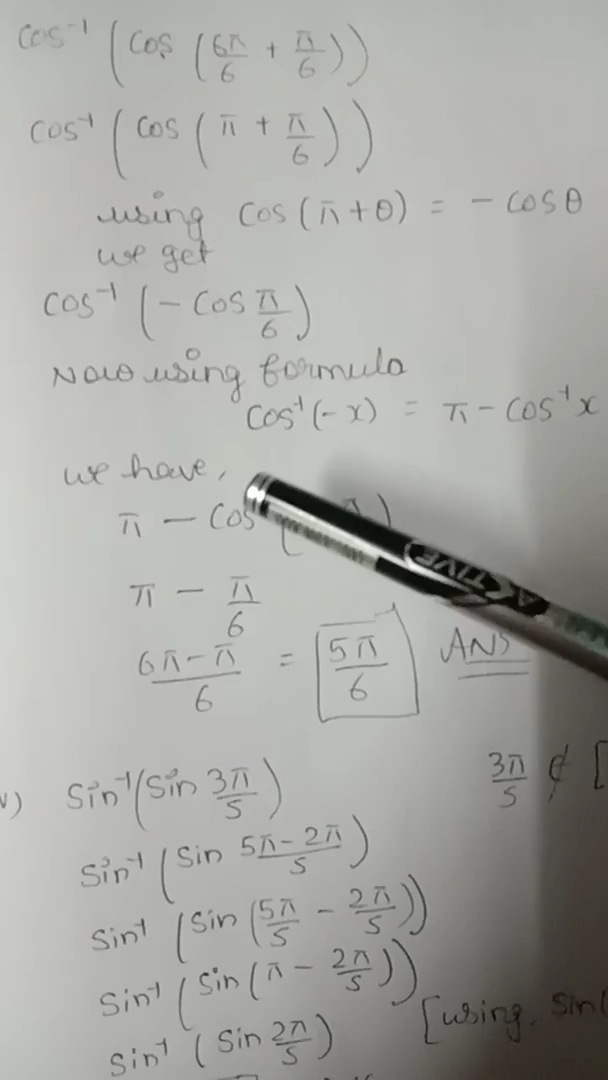 cos⁻¹ (cos (6π/6 + π/6))
cos⁻¹ (cos (π + π/6))
using cos (π+θ) = - cosθ
we get
cos⁻¹ (- cos π/6)
Now using formula
cos⁻¹(-x) = π - cos⁻¹x
we have,
π - cos
π - π/6
6π-π/6 = 5π/6 ANS
ACTIVE
v) Sin⁻¹(Sin 3π/5) 3π/5 ∉ [
Sin⁻¹ (Sin 5π-2π/5)
Sin⁻¹ (Sin (5π/5 - 2π/5))
Sin⁻¹ (Sin (π - 2π/5))
Sin⁻¹ (Sin 2π/5) [using, Sin(